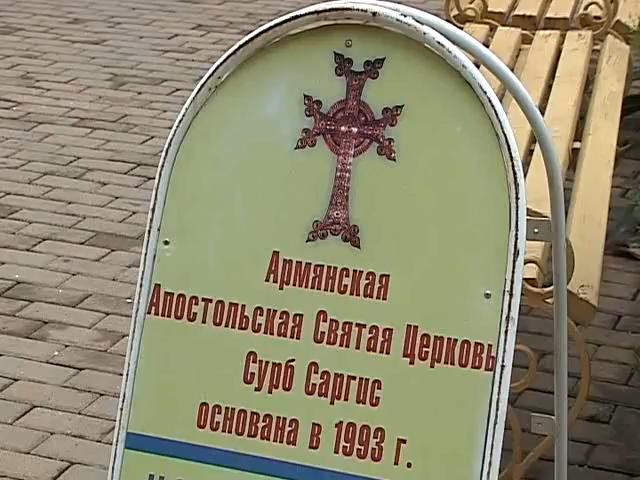 Армянская
Апостольская Святая Церковь
Сурб Саргис
основана в 1993 г.